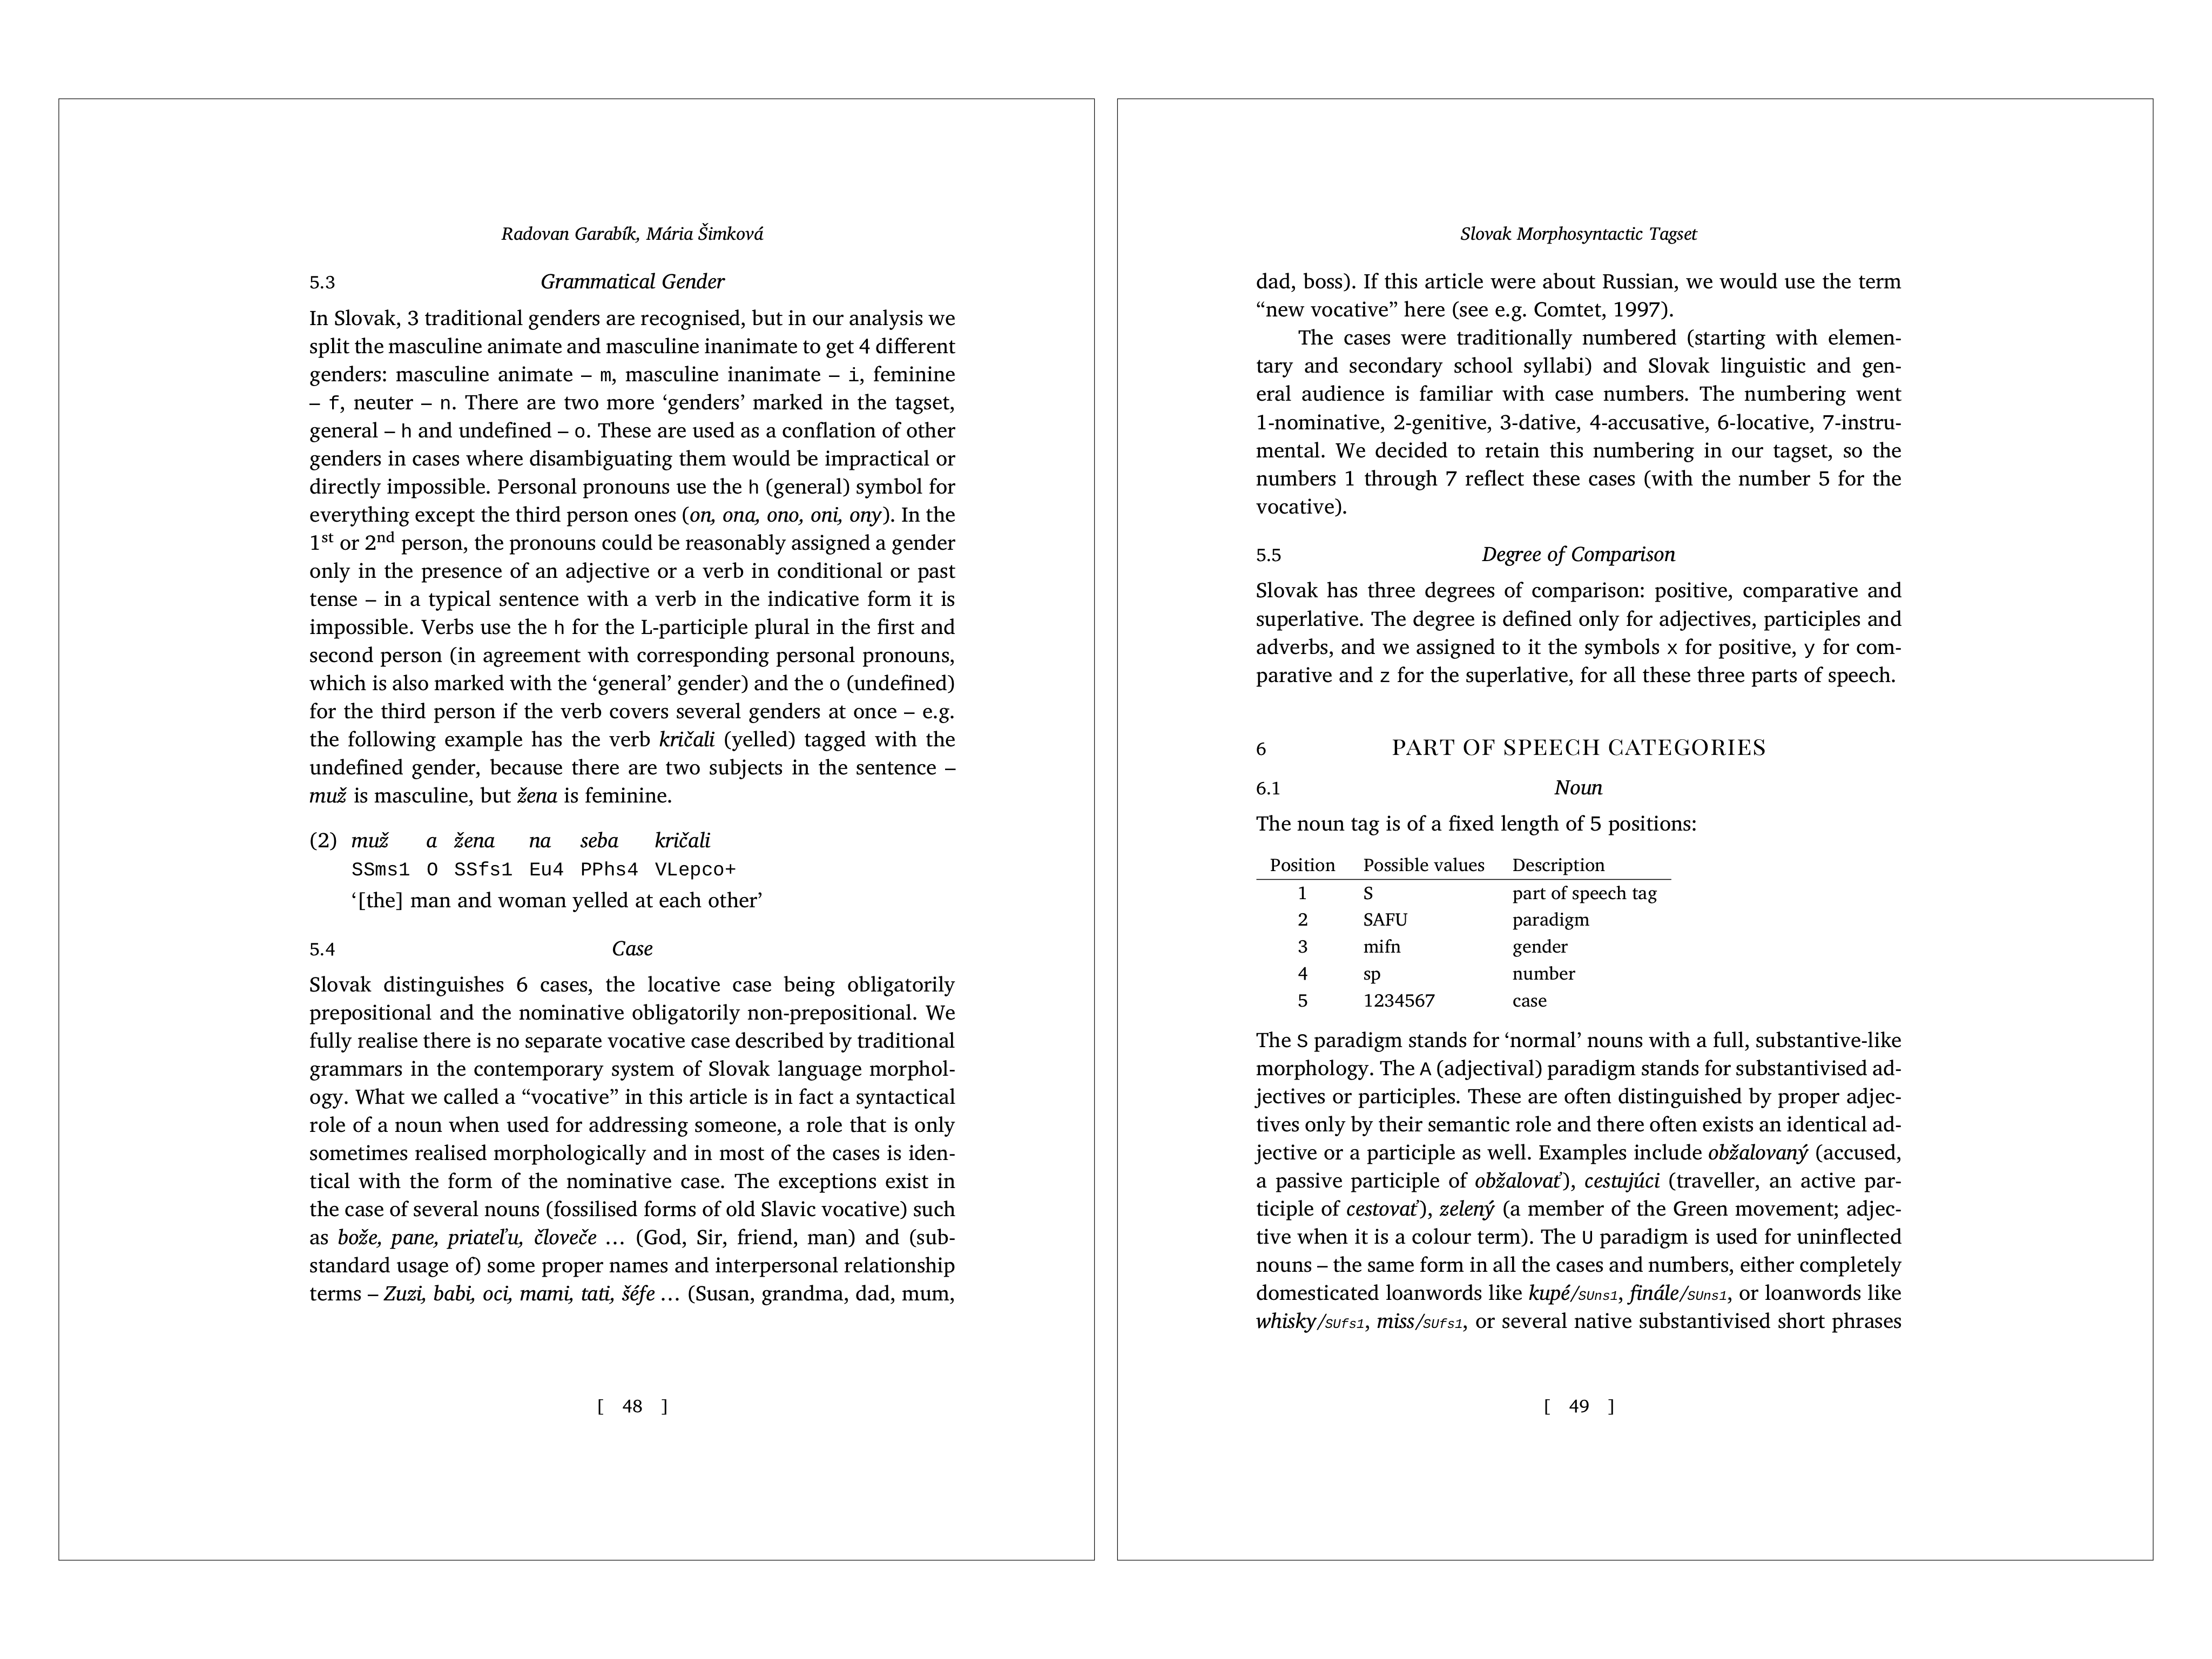 Radovan Garabík, Mária Šimková
5.3 Grammatical Gender
In Slovak, 3 traditional genders are recognised, but in our analysis we
split the masculine animate and masculine inanimate to get 4 different
genders: masculine animate – m, masculine inanimate – i, feminine
– f, neuter – n. There are two more ‘genders’ marked in the tagset,
general – h and undefined – o. These are used as a conflation of other
genders in cases where disambiguating them would be impractical or
directly impossible. Personal pronouns use the h (general) symbol for
everything except the third person ones (on, ona, ono, oni, ony). In the
1st or 2nd person, the pronouns could be reasonably assigned a gender
only in the presence of an adjective or a verb in conditional or past
tense – in a typical sentence with a verb in the indicative form it is
impossible. Verbs use the h for the L-participle plural in the first and
second person (in agreement with corresponding personal pronouns,
which is also marked with the ‘general’ gender) and the o (undefined)
for the third person if the verb covers several genders at once – e.g.
the following example has the verb kričali (yelled) tagged with the
undefined gender, because there are two subjects in the sentence –
muž is masculine, but žena is feminine.
(2) muž a žena na seba kričali
SSms1 O SSfs1 Eu4 PPhs4 VLepco+
‘[the] man and woman yelled at each other’
5.4 Case
Slovak distinguishes 6 cases, the locative case being obligatorily
prepositional and the nominative obligatorily non-prepositional. We
fully realise there is no separate vocative case described by traditional
grammars in the contemporary system of Slovak language morphol-
ogy. What we called a “vocative” in this article is in fact a syntactical
role of a noun when used for addressing someone, a role that is only
sometimes realised morphologically and in most of the cases is iden-
tical with the form of the nominative case. The exceptions exist in
the case of several nouns (fossilised forms of old Slavic vocative) such
as bože, pane, priateľu, človeče … (God, Sir, friend, man) and (sub-
standard usage of) some proper names and interpersonal relationship
terms – Zuzi, babi, oci, mami, tati, šéfe … (Susan, grandma, dad, mum,
[ 48 ]
Slovak Morphosyntactic Tagset
dad, boss). If this article were about Russian, we would use the term
“new vocative” here (see e.g. Comtet, 1997).
The cases were traditionally numbered (starting with elemen-
tary and secondary school syllabi) and Slovak linguistic and gen-
eral audience is familiar with case numbers. The numbering went
1-nominative, 2-genitive, 3-dative, 4-accusative, 6-locative, 7-instru-
mental. We decided to retain this numbering in our tagset, so the
numbers 1 through 7 reflect these cases (with the number 5 for the
vocative).
5.5 Degree of Comparison
Slovak has three degrees of comparison: positive, comparative and
superlative. The degree is defined only for adjectives, participles and
adverbs, and we assigned to it the symbols x for positive, y for com-
parative and z for the superlative, for all these three parts of speech.
6 PART OF SPEECH CATEGORIES
6.1 Noun
The noun tag is of a fixed length of 5 positions:
Position Possible values Description
1 S part of speech tag
2 SAFU paradigm
3 mifn gender
4 sp number
5 1234567 case
The S paradigm stands for ‘normal’ nouns with a full, substantive-like
morphology. The A (adjectival) paradigm stands for substantivised ad-
jectives or participles. These are often distinguished by proper adjec-
tives only by their semantic role and there often exists an identical ad-
jective or a participle as well. Examples include obžalovaný (accused,
a passive participle of obžalovať), cestujúci (traveller, an active par-
ticiple of cestovať), zelený (a member of the Green movement; adjec-
tive when it is a colour term). The U paradigm is used for uninflected
nouns – the same form in all the cases and numbers, either completely
domesticated loanwords like kupé/SUns1, finále/SUns1, or loanwords like
whisky/SUfs1, miss/SUfs1, or several native substantivised short phrases
[ 49 ]